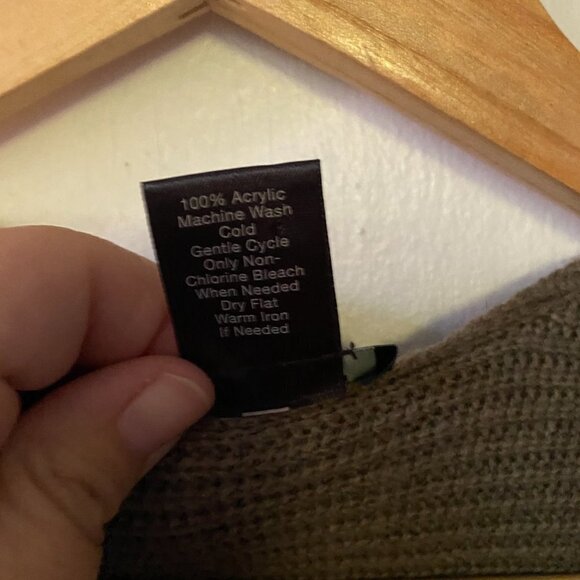 100% Acrylic
Machine Wash
Cold
Gentle Cycle
Only Non-
Chlorine Bleach
When Needed
Dry Flat
Warm Iron
If Needed